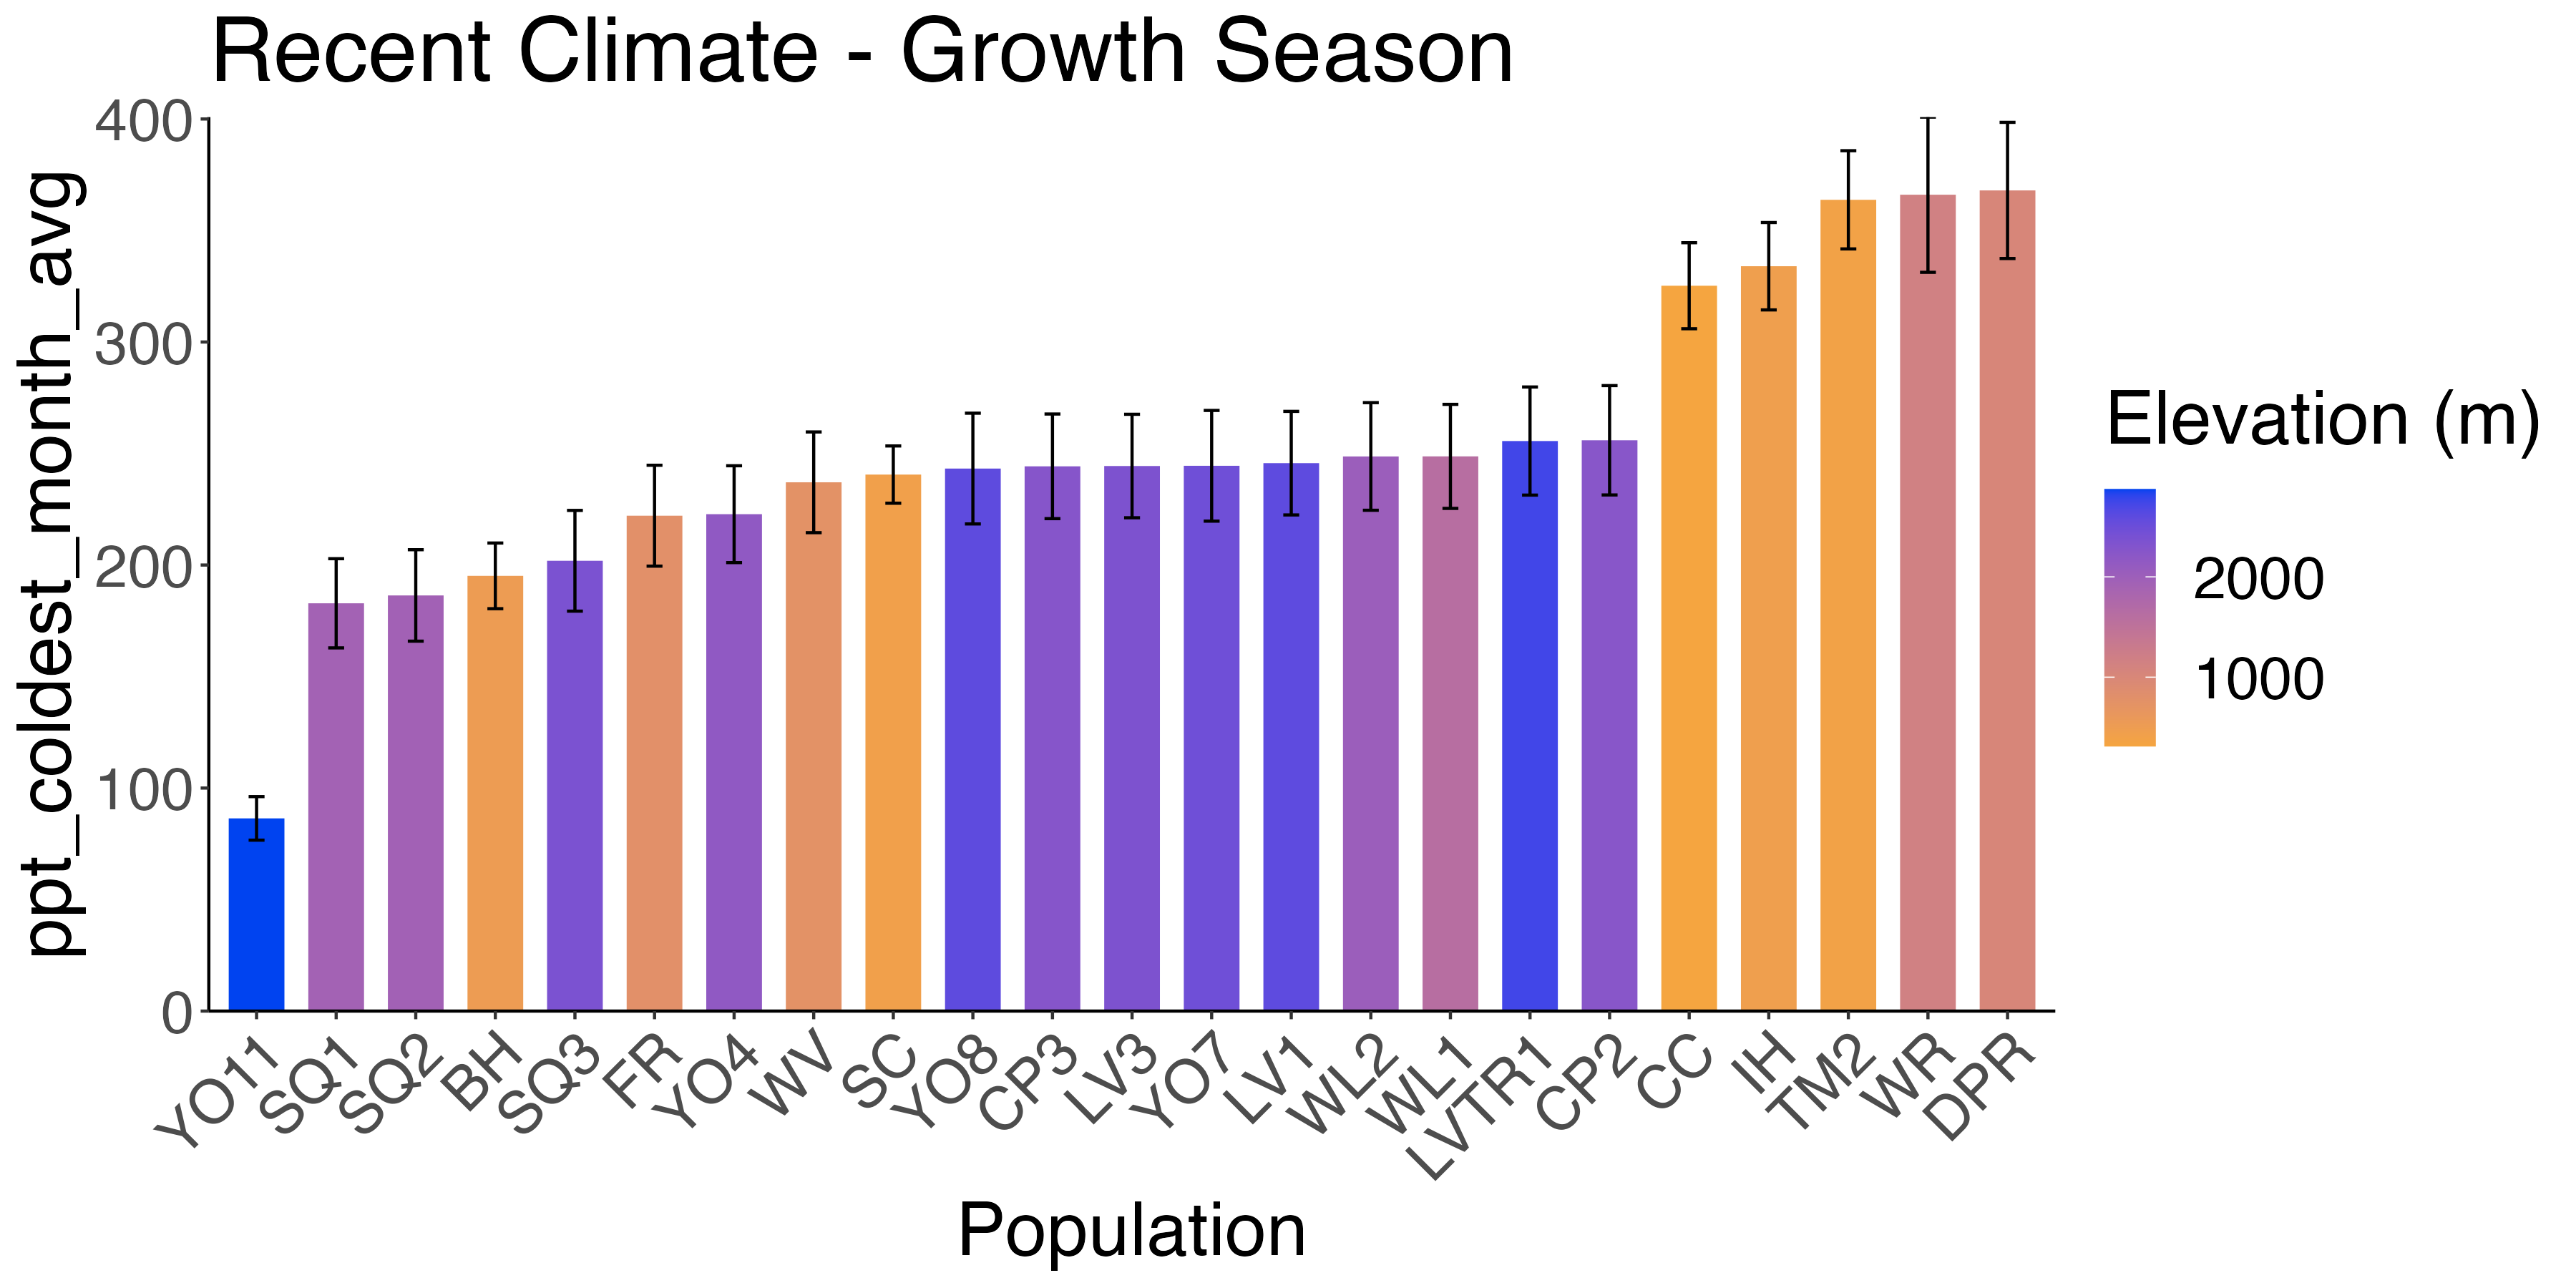 Recent Climate - Growth Season
ppt_coldest_month_avg
400
300
200
100
0
YO11
SQ1
SQ2
BH
SQ3
FR
YO4
WV
SC
YO8
CP3
LV3
YO7
LV1
WL2
WL1
LVTR1
CP2
CC
IH
TM2
WR
DPR
Population
Elevation (m)
2000
1000